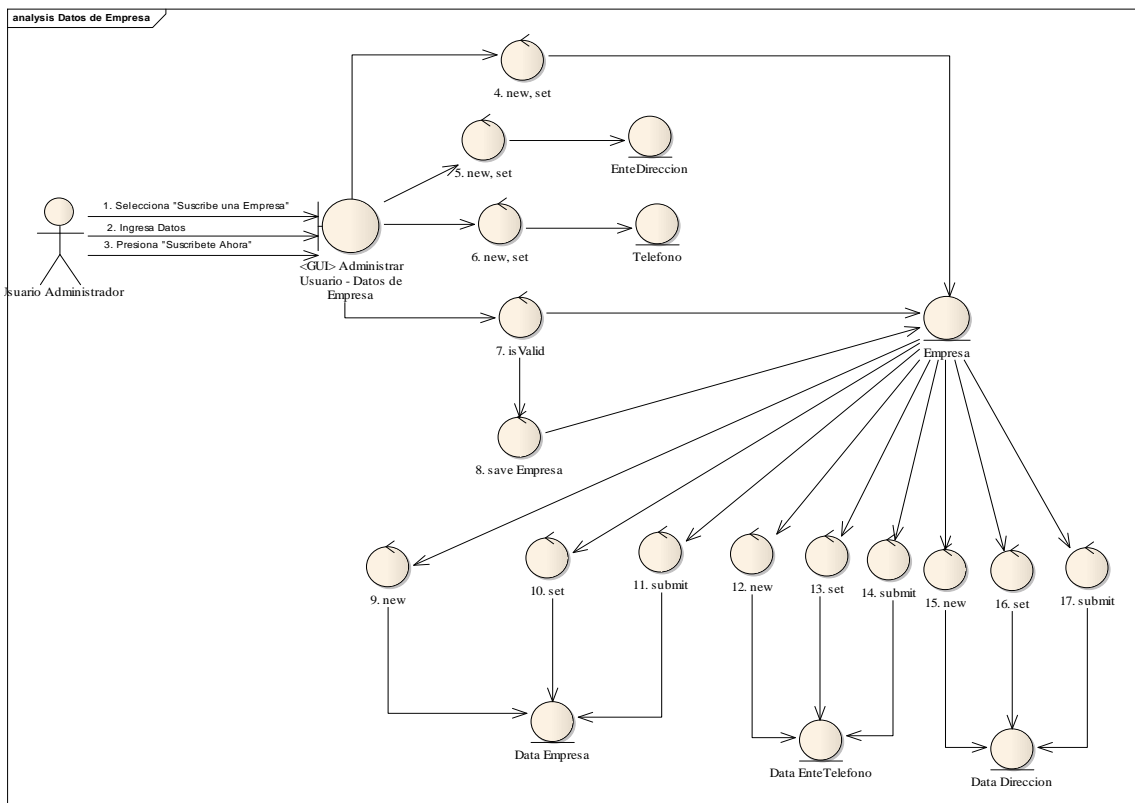 analysis Datos de Empresa
4. new, set
5. new, set
EnteDireccion
1. Selecciona "Suscribe una Empresa"
2. Ingresa Datos
3. Presiona "Suscribete Ahora"
6. new, set
Telefono
<GUI> Administrar
Usuario - Datos de
Empresa
Usuario Administrador
7. isValid
Empresa
8. save Empresa
9. new
10. set
11. submit
12. new
13. set
14. submit
15. new
16. set
17. submit
Data Empresa
Data EnteTelefono
Data Direccion